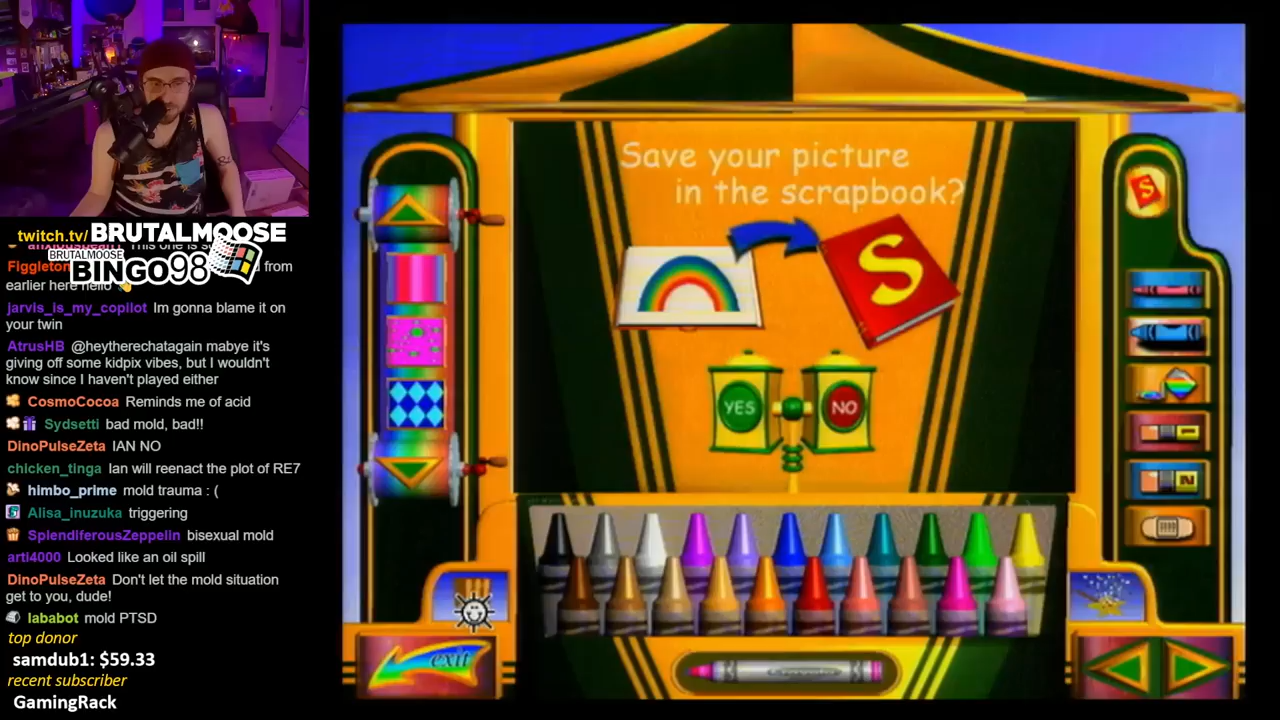 twitch.tv/BRUTALMOOSE
BRUTALMOOSE
BINGO98
This one is
Figgleton
from
earlier here hello
jarvis_is_my_copilot Im gonna blame it on
your twin
AtrusHB @heytherechatagain mabye it's
giving off some kidpix vibes, but I wouldn't
know since I haven't played either
CosmoCocoa Reminds me of acid
Sydsetti bad mold, bad!!
DinoPulseZeta IAN NO
chicken_tinga Ian will reenact the plot of RE7
himbo_prime mold trauma : (
Alisa_inuzuka triggering
SplendiferousZeppelin bisexual mold
arti4000 Looked like an oil spill
DinoPulseZeta Don't let the mold situation
get to you, dude!
lababot mold PTSD
top donor
samdub1: $59.33
recent subscriber
GamingRack
Save your picture
in the scrapbook?
S
YES
NO
S
exit
Crayola